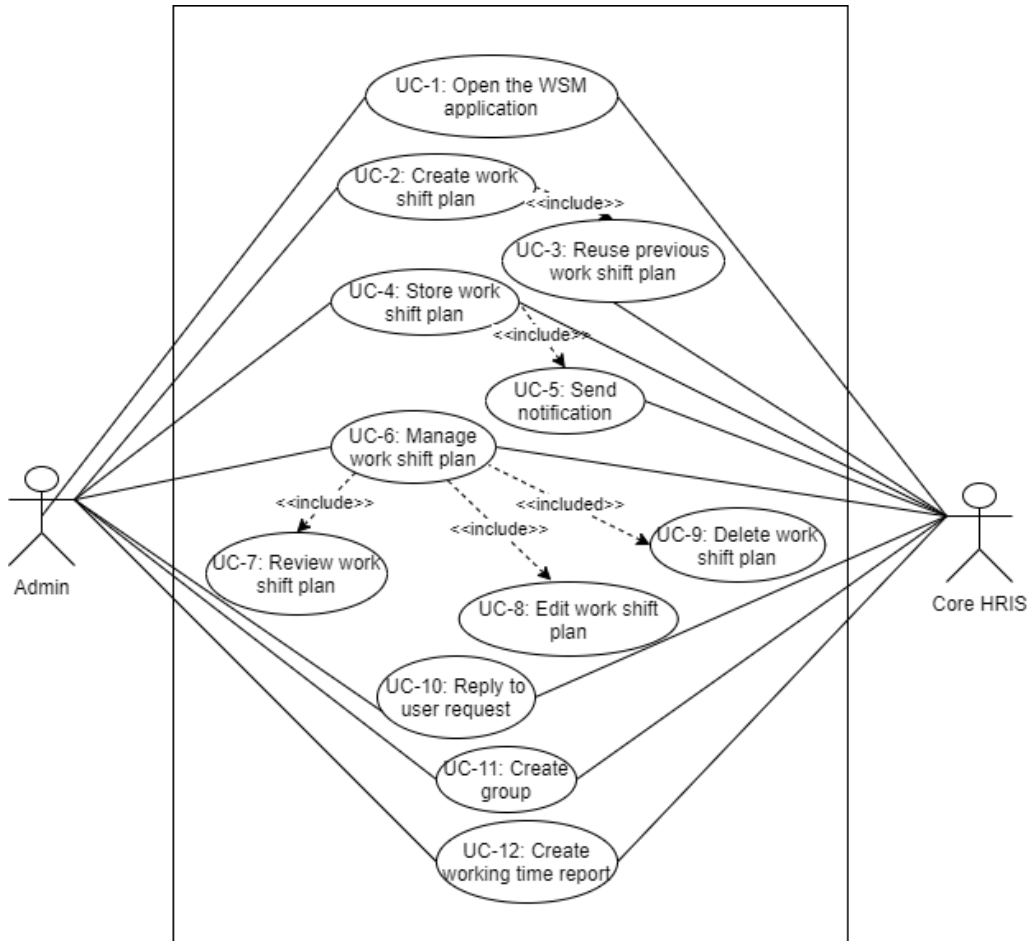 UC-1: Open the WSM
application
UC-2: Create work
shift plan
<<include>>
UC-3: Reuse previous
work shift plan
UC-4: Store work
shift plan
<<include>>
UC-5: Send
notification
UC-6: Manage
work shift plan
<<include>>
<<include>>
<<included>>
UC-7: Review work
shift plan
UC-8: Edit work shift
plan
UC-9: Delete work
shift plan
Admin
Core HRIS
UC-10: Reply to
user request
UC-11: Create
group
UC-12: Create
working time report